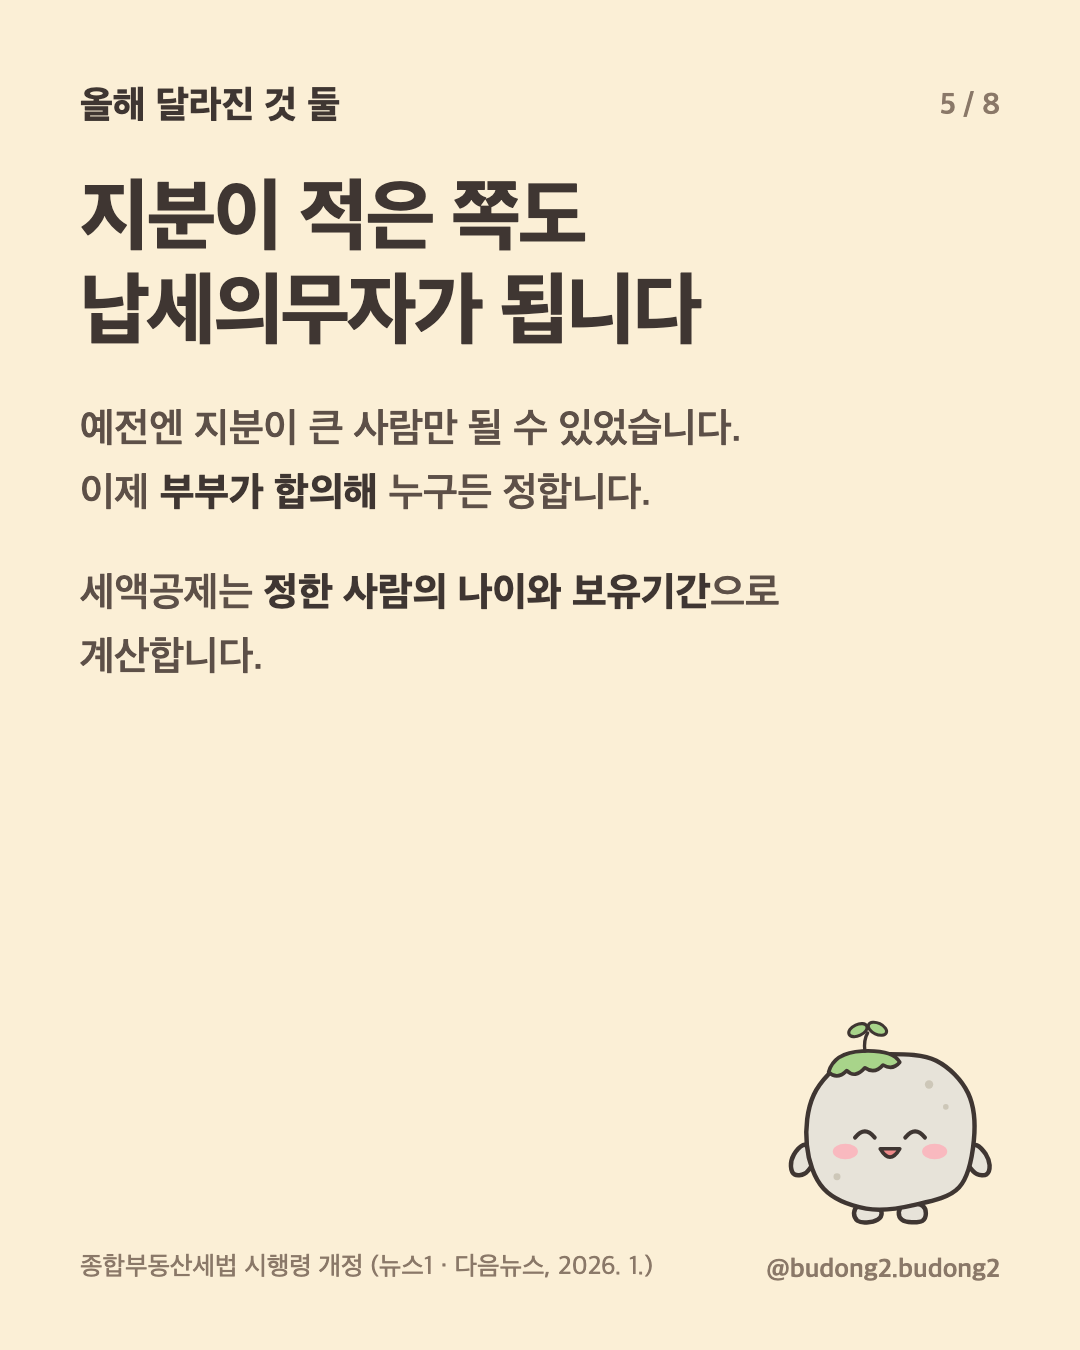 올해 달라진 것 둘
5 / 8
지분이 적은 쪽도
납세의무자가 됩니다
예전엔 지분이 큰 사람만 될 수 있었습니다.
이제 부부가 합의해 누구든 정합니다.
세액공제는 정한 사람의 나이와 보유기간으로
계산합니다.
종합부동산세법 시행령 개정 (뉴스1 · 다음뉴스, 2026. 1.)
@budong2.budong2